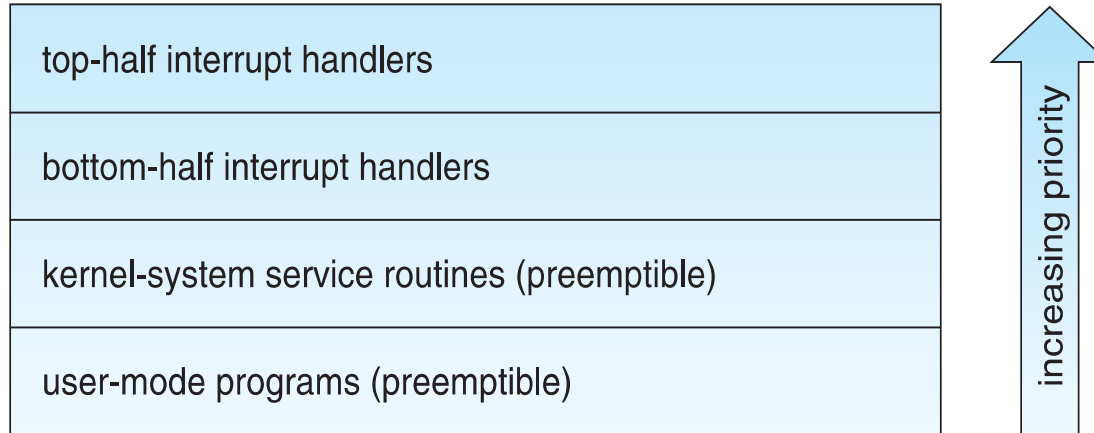 top-half interrupt handlers
bottom-half interrupt handlers
kernel-system service routines (preemptible)
user-mode programs (preemptible)
increasing priority